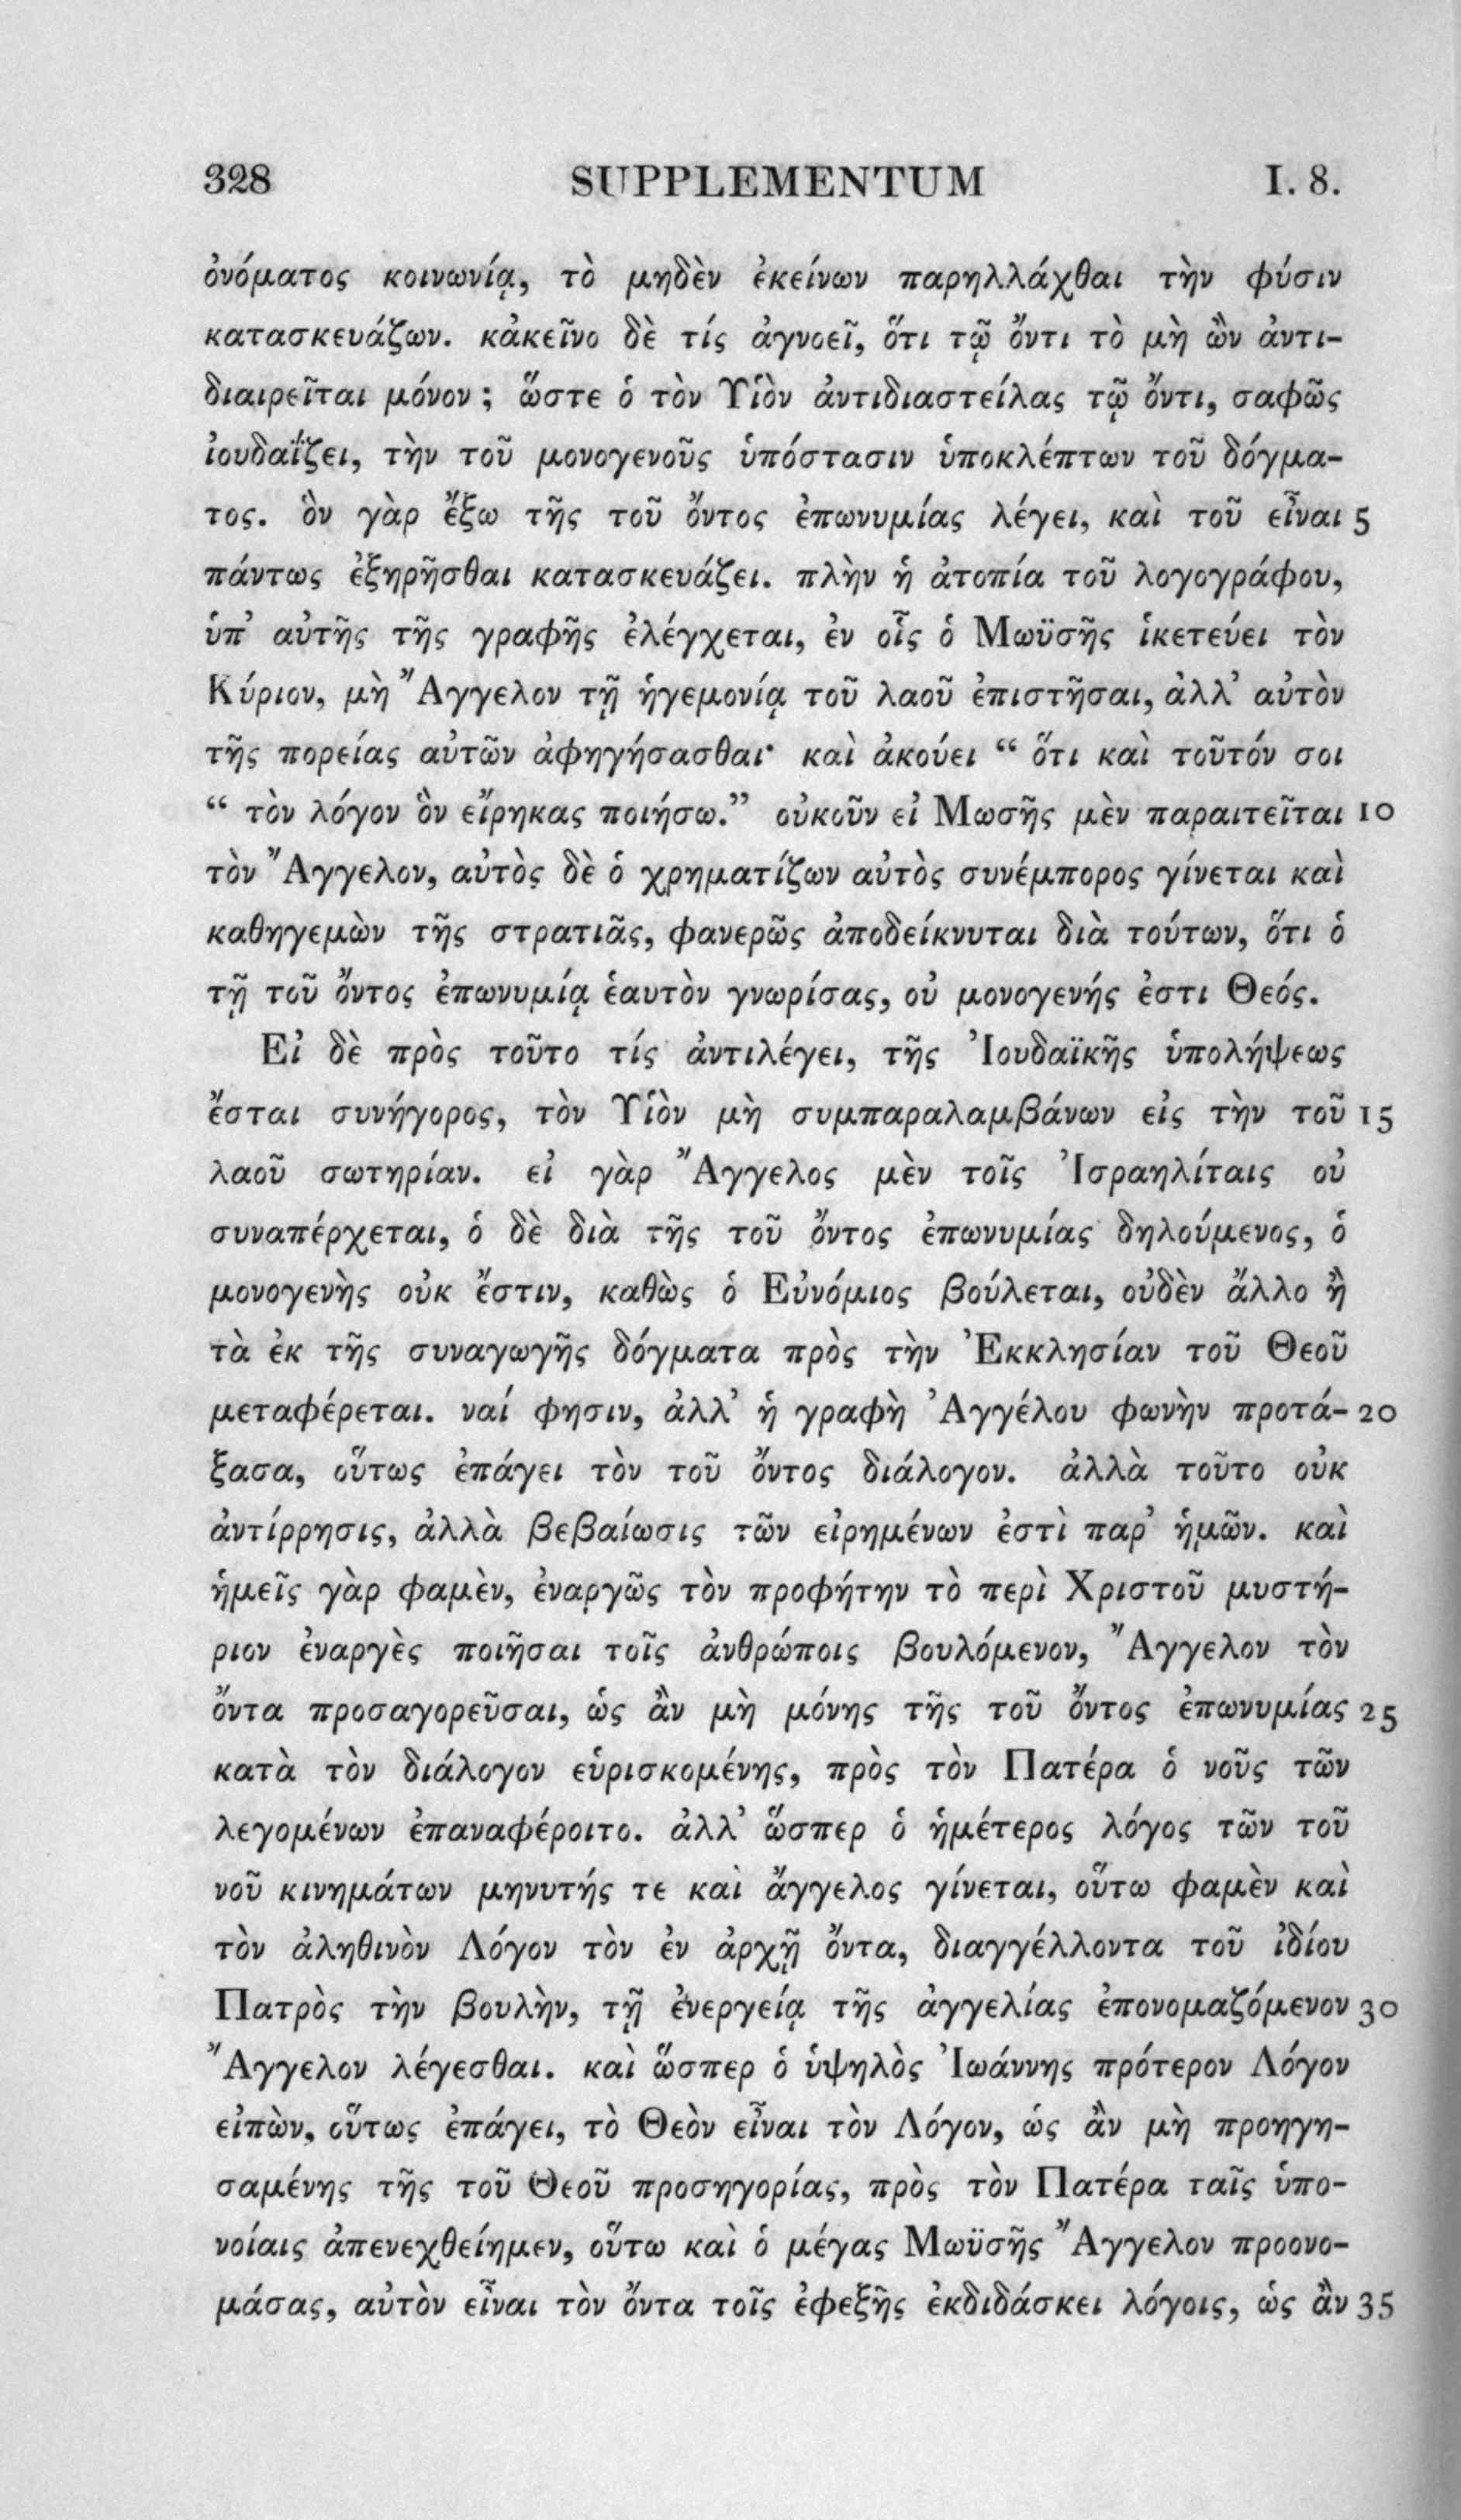 328 SUPPLEMENTUM I. 8.
ὀνόματος κοινωνίᾳ, τὸ μηδὲν ἐκείνων παρηλλάχθαι τὴν φύσιν
κατασκευάζων. κἀκεῖνο δὲ τίς ἀγνοεῖ, ὅτι τῷ ὄντι τὸ μὴ ὢν ἀντι-
διαιρεῖται μόνον ; ὥστε ὁ τὸν Υἱὸν ἀντιδιαστείλας τῷ ὄντι, σαφῶς
ἰουδαΐζει, τὴν τοῦ μονογενοῦς ὑπόστασιν ὑποκλέπτων τοῦ δόγμα-
τος. ὃν γὰρ ἔξω τῆς τοῦ ὄντος ἐπωνυμίας λέγει, καὶ τοῦ εἶναι 5
πάντως ἐξηρῆσθαι κατασκευάζει. πλὴν ἡ ἀτοπία τοῦ λογογράφου,
ὑπ’ αὐτῆς τῆς γραφῆς ἐλέγχεται, ἐν οἷς ὁ Μωϋσῆς ἱκετεύει τὸν
Κύριον, μὴ Ἄγγελον τῇ ἡγεμονίᾳ τοῦ λαοῦ ἐπιστῆσαι, ἀλλ’ αὐτὸν
τῆς πορείας αὐτῶν ἀφηγήσασθαι· καὶ ἀκούει “ ὅτι καὶ τοῦτόν σοι
“ τὸν λόγον ὃν εἴρηκας ποιήσω.” οὐκοῦν εἰ Μωσῆς μὲν παραιτεῖται 10
τὸν Ἄγγελον, αὐτὸς δὲ ὁ χρηματίζων αὐτὸς συνέμπορος γίνεται καὶ
καθηγεμὼν τῆς στρατιᾶς, φανερῶς ἀποδείκνυται διὰ τούτων, ὅτι ὁ
τῇ τοῦ ὄντος ἐπωνυμίᾳ ἑαυτὸν γνωρίσας, οὐ μονογενής ἐστι Θεός.
Εἰ δὲ πρὸς τοῦτο τίς ἀντιλέγει, τῆς Ἰουδαϊκῆς ὑπολήψεως
ἔσται συνήγορος, τὸν Υἱὸν μὴ συμπαραλαμβάνων εἰς τὴν τοῦ 15
λαοῦ σωτηρίαν. εἰ γὰρ Ἄγγελος μὲν τοῖς Ἰσραηλίταις οὐ
συναπέρχεται, ὁ δὲ διὰ τῆς τοῦ ὄντος ἐπωνυμίας δηλούμενος, ὁ
μονογενὴς οὐκ ἔστιν, καθὼς ὁ Εὐνόμιος βούλεται, οὐδὲν ἄλλο ἢ
τὰ ἐκ τῆς συναγωγῆς δόγματα πρὸς τὴν Ἐκκλησίαν τοῦ Θεοῦ
μεταφέρεται. ναί φησιν, ἀλλ’ ἡ γραφὴ Ἀγγέλου φωνὴν προτά- 20
ξασα, οὕτως ἐπάγει τὸν τοῦ ὄντος διάλογον. ἀλλὰ τοῦτο οὐκ
ἀντίρρησις, ἀλλὰ βεβαίωσις τῶν εἰρημένων ἐστὶ παρ’ ἡμῶν. καὶ
ἡμεῖς γὰρ φαμὲν, ἐναργῶς τὸν προφήτην τὸ περὶ Χριστοῦ μυστή-
ριον ἐναργὲς ποιῆσαι τοῖς ἀνθρώποις βουλόμενον, Ἄγγελον τὸν
ὄντα προσαγορεῦσαι, ὡς ἂν μὴ μόνης τῆς τοῦ ὄντος ἐπωνυμίας 25
κατὰ τὸν διάλογον εὑρισκομένης, πρὸς τὸν Πατέρα ὁ νοῦς τῶν
λεγομένων ἐπαναφέροιτο. ἀλλ’ ὥσπερ ὁ ἡμέτερος λόγος τῶν τοῦ
νοῦ κινημάτων μηνυτής τε καὶ ἄγγελος γίνεται, οὕτω φαμὲν καὶ
τὸν ἀληθινὸν Λόγον τὸν ἐν ἀρχῇ ὄντα, διαγγέλλοντα τοῦ ἰδίου
Πατρὸς τὴν βουλὴν, τῇ ἐνεργείᾳ τῆς ἀγγελίας ἐπονομαζόμενον 30
Ἄγγελον λέγεσθαι. καὶ ὥσπερ ὁ ὑψηλὸς Ἰωάννης πρότερον Λόγον
εἰπὼν, οὕτως ἐπάγει, τὸ Θεὸν εἶναι τὸν Λόγον, ὡς ἂν μὴ προηγη-
σαμένης τῆς τοῦ Θεοῦ προσηγορίας, πρὸς τὸν Πατέρα ταῖς ὑπο-
νοίαις ἀπενεχθείημεν, οὕτω καὶ ὁ μέγας Μωϋσῆς Ἄγγελον προονο-
μάσας, αὐτὸν εἶναι τὸν ὄντα τοῖς ἐφεξῆς ἐκδιδάσκει λόγοις, ὡς ἂν 35